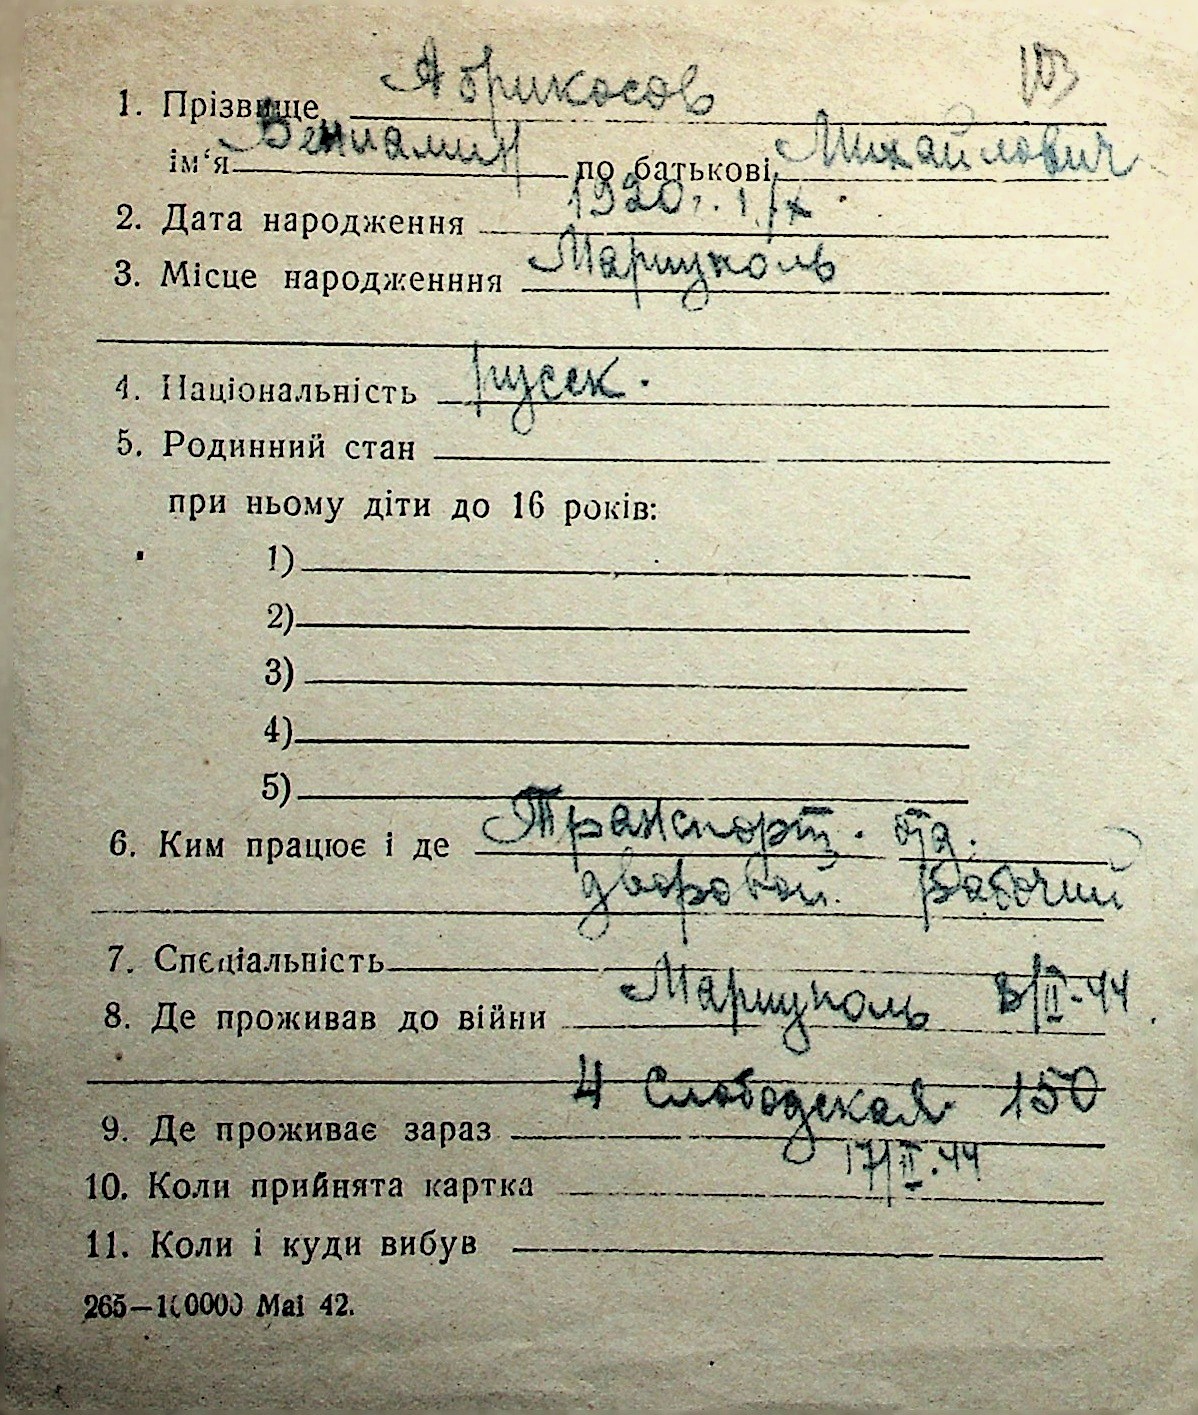 1. Прізвище Абрикосов
ім‘я Вениамин по батькові Михайлович
2. Дата народження 1920 г. 1/X
3. Місце народженння Мариуполь
4. Національність русск.
5. Родинний стан
при ньому діти до 16 років:
1)
2)
3)
4)
5)
6. Ким працює і де Транспорт. отд.
дворовой рабочий
7. Спеціальність
8. Де проживав до війни Мариуполь /II-44
4 Слободская 150
9. Де проживає зараз
10. Коли прийнята картка 17/II.44
11. Коли і куди вибув
265— Mai 42.